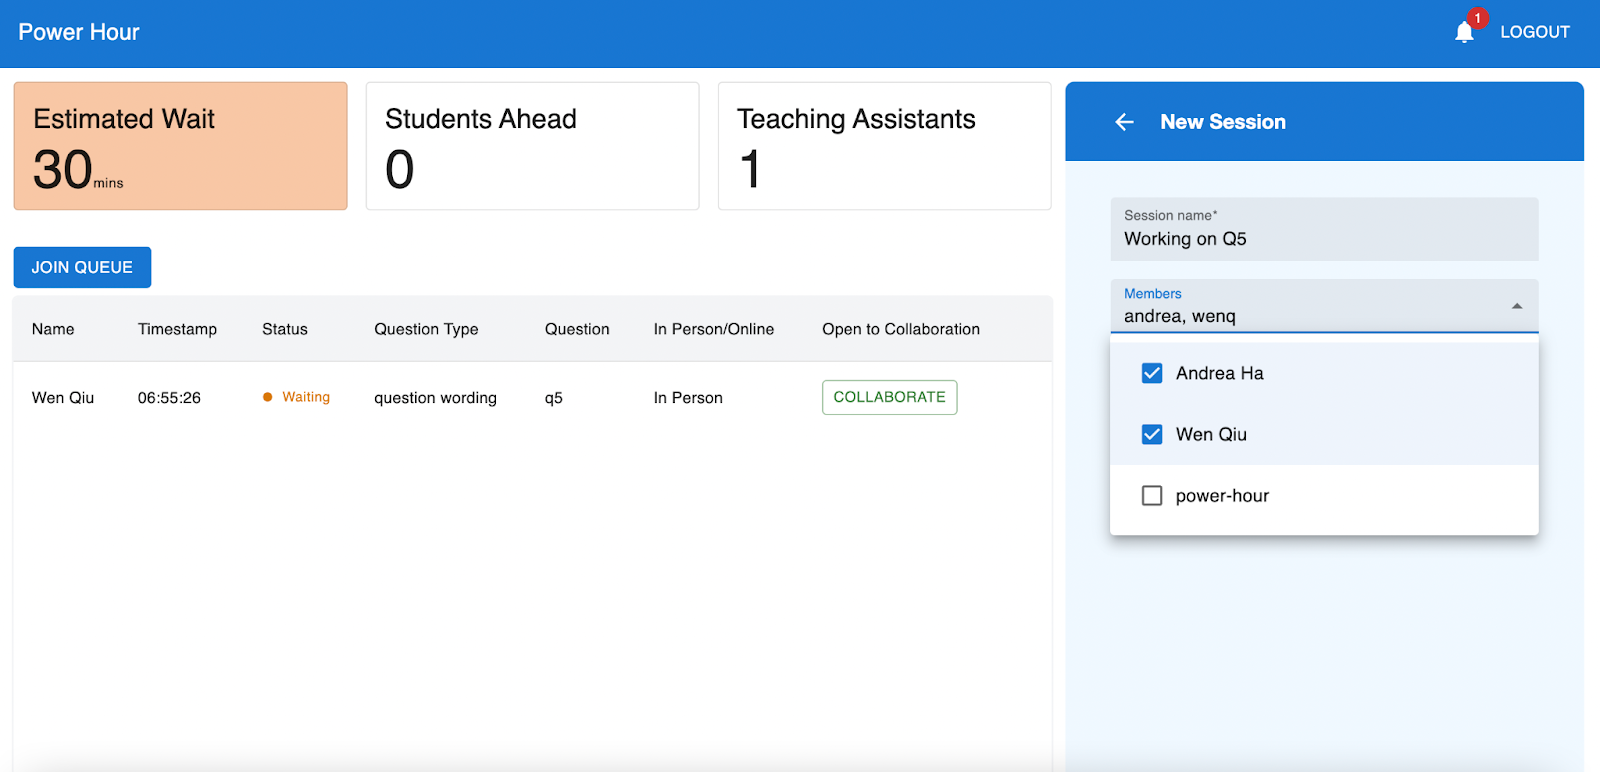 Power Hour
1
LOGOUT
Estimated Wait
30 mins
Students Ahead
0
Teaching Assistants
1
JOIN QUEUE
Name Timestamp Status Question Type Question In Person/Online Open to Collaboration
Wen Qiu 06:55:26 Waiting question wording q5 In Person COLLABORATE
New Session
Session name*
Working on Q5
Members
andrea, wenq
Andrea Ha
Wen Qiu
power-hour